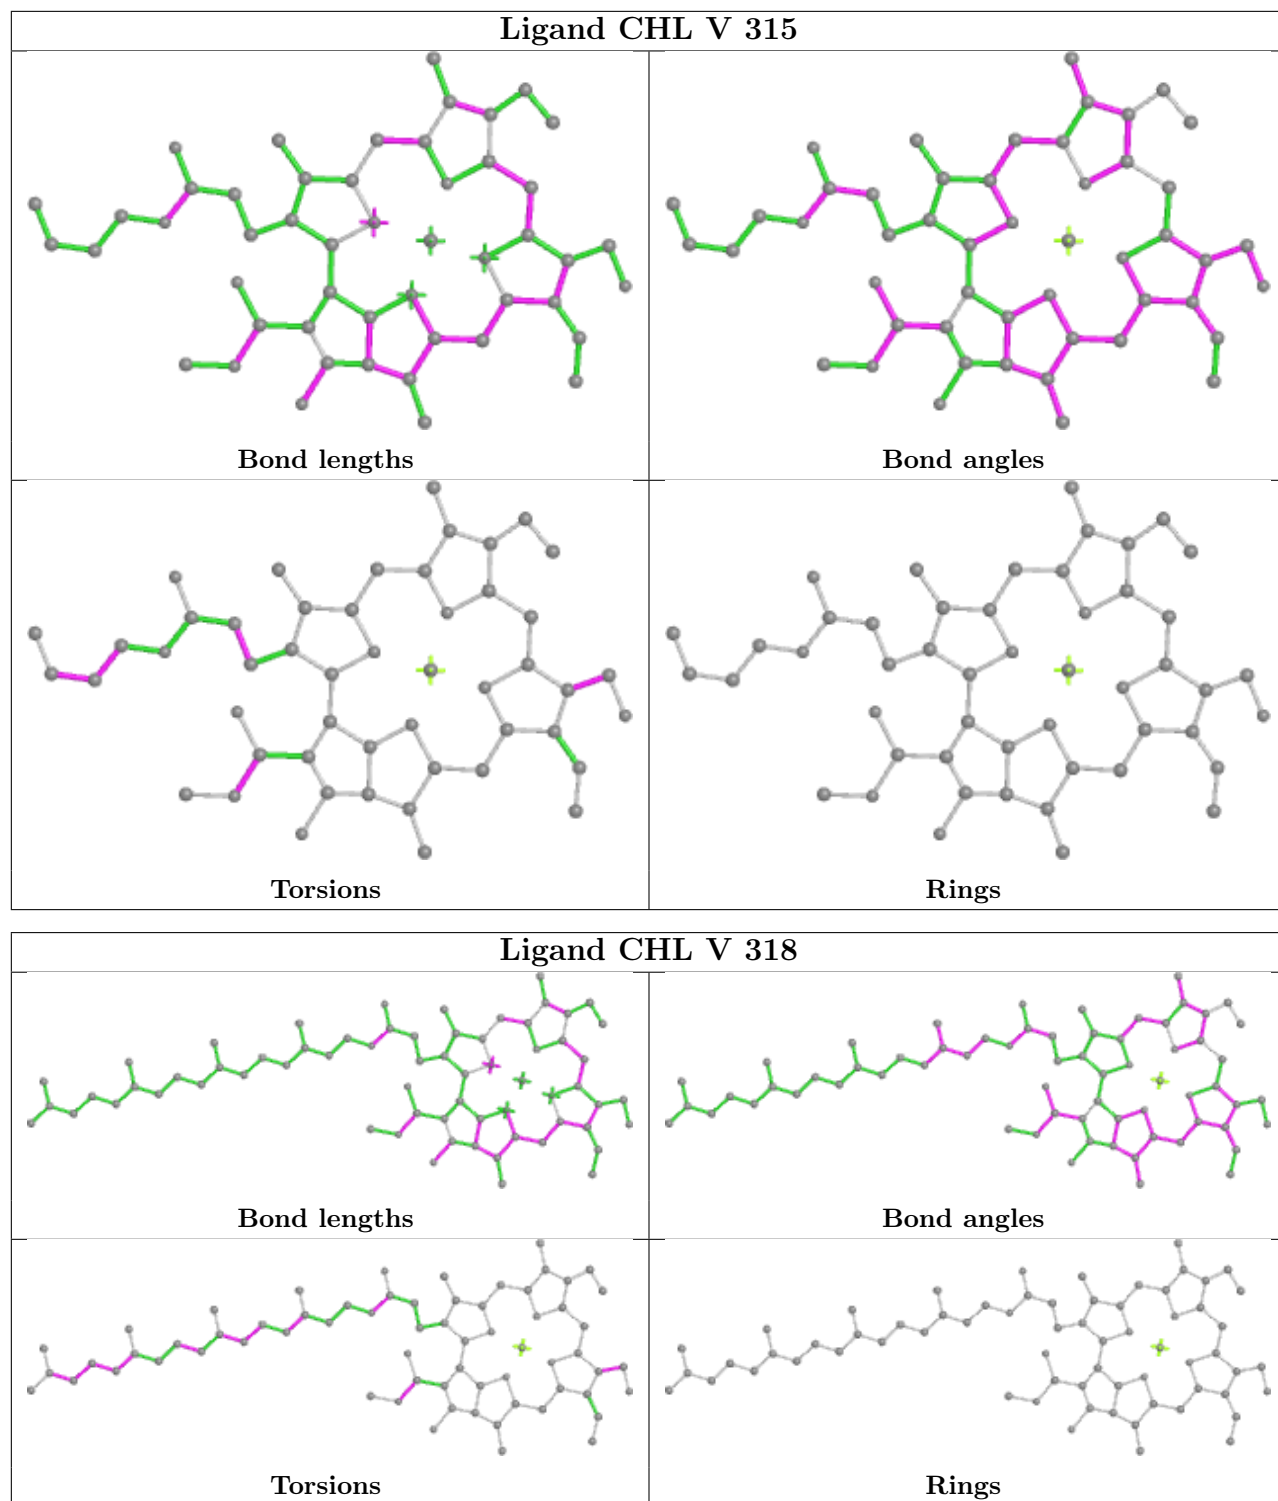 Ligand CHL V 315
Bond lengths
Bond angles
Torsions
Rings
Ligand CHL V 318
Bond lengths
Bond angles
Torsions
Rings